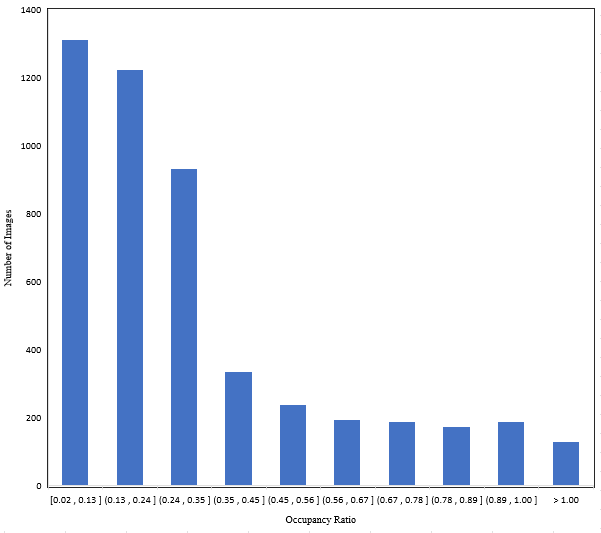 1400
1200
1000
800
600
400
200
0
Number of Images
[0.02 , 0.13 ] (0.13 , 0.24 ] (0.24 , 0.35 ] (0.35 , 0.45 ] (0.45 , 0.56 ] (0.56 , 0.67 ] (0.67 , 0.78 ] (0.78 , 0.89 ] (0.89 , 1.00 ] > 1.00
Occupancy Ratio